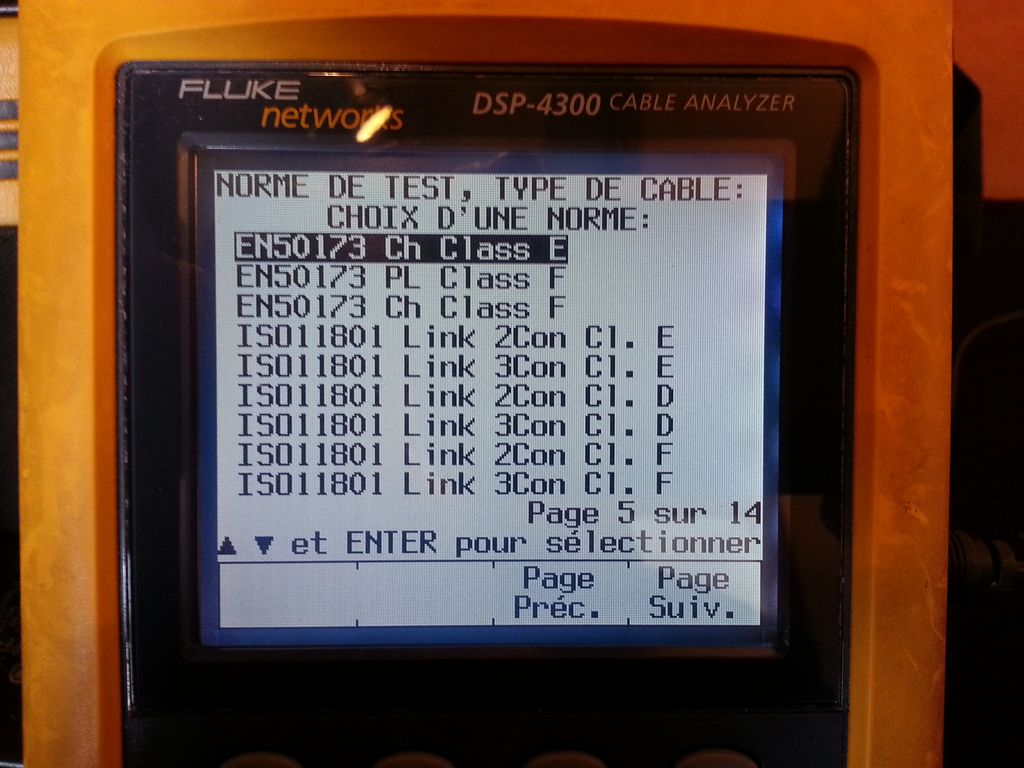 FLUKE
networks
DSP-4300 CABLE ANALYZER
NORME DE TEST, TYPE DE CABLE:
CHOIX D'UNE NORME:
EN50173 Ch Class E
EN50173 PL Class F
EN50173 Ch Class F
ISO11801 Link 2Con Cl. E
ISO11801 Link 3Con Cl. E
ISO11801 Link 2Con Cl. D
ISO11801 Link 3Con Cl. D
ISO11801 Link 2Con Cl. F
ISO11801 Link 3Con Cl. F
Page 5 sur 14
▲ ▼ et ENTER pour sélectionner
Page Préc.
Page Suiv.